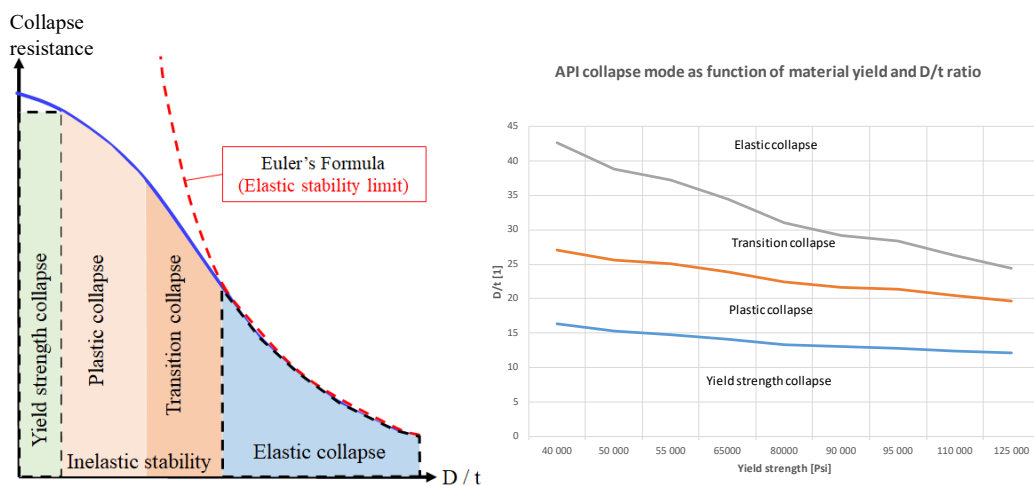 Collapse
resistance
Euler's Formula
(Elastic stability limit)
Yield strength collapse
Plastic collapse
Transition collapse
Elastic collapse
Inelastic stability
D / t
API collapse mode as function of material yield and D/t ratio
45
40
35
30
25
20
15
10
5
0
D/t [1]
Elastic collapse
Transition collapse
Plastic collapse
Yield strength collapse
40 000 50 000 55 000 65000 80000 90 000 95 000 110 000 125 000
Yield strength [Psi]